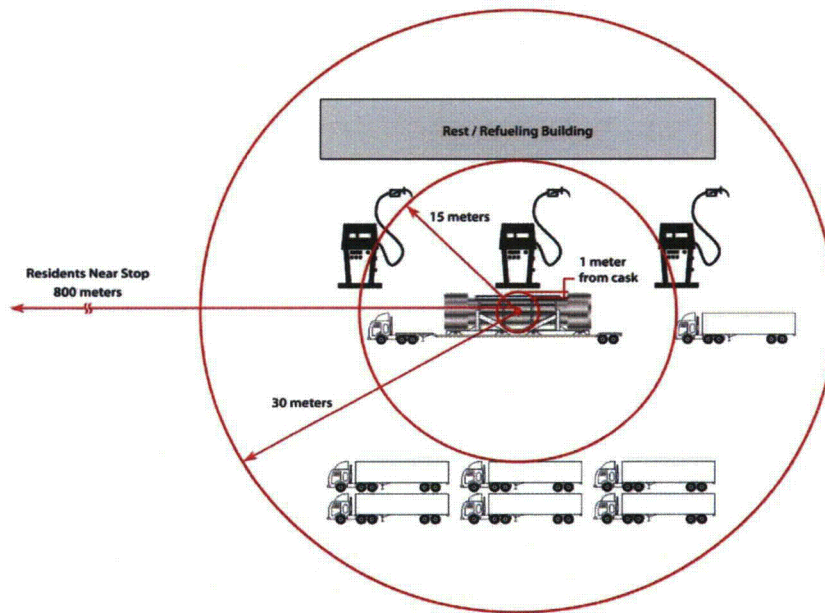 Rest / Refueling Building
15 meters
1 meter
from cask
Residents Near Stop
800 meters
30 meters